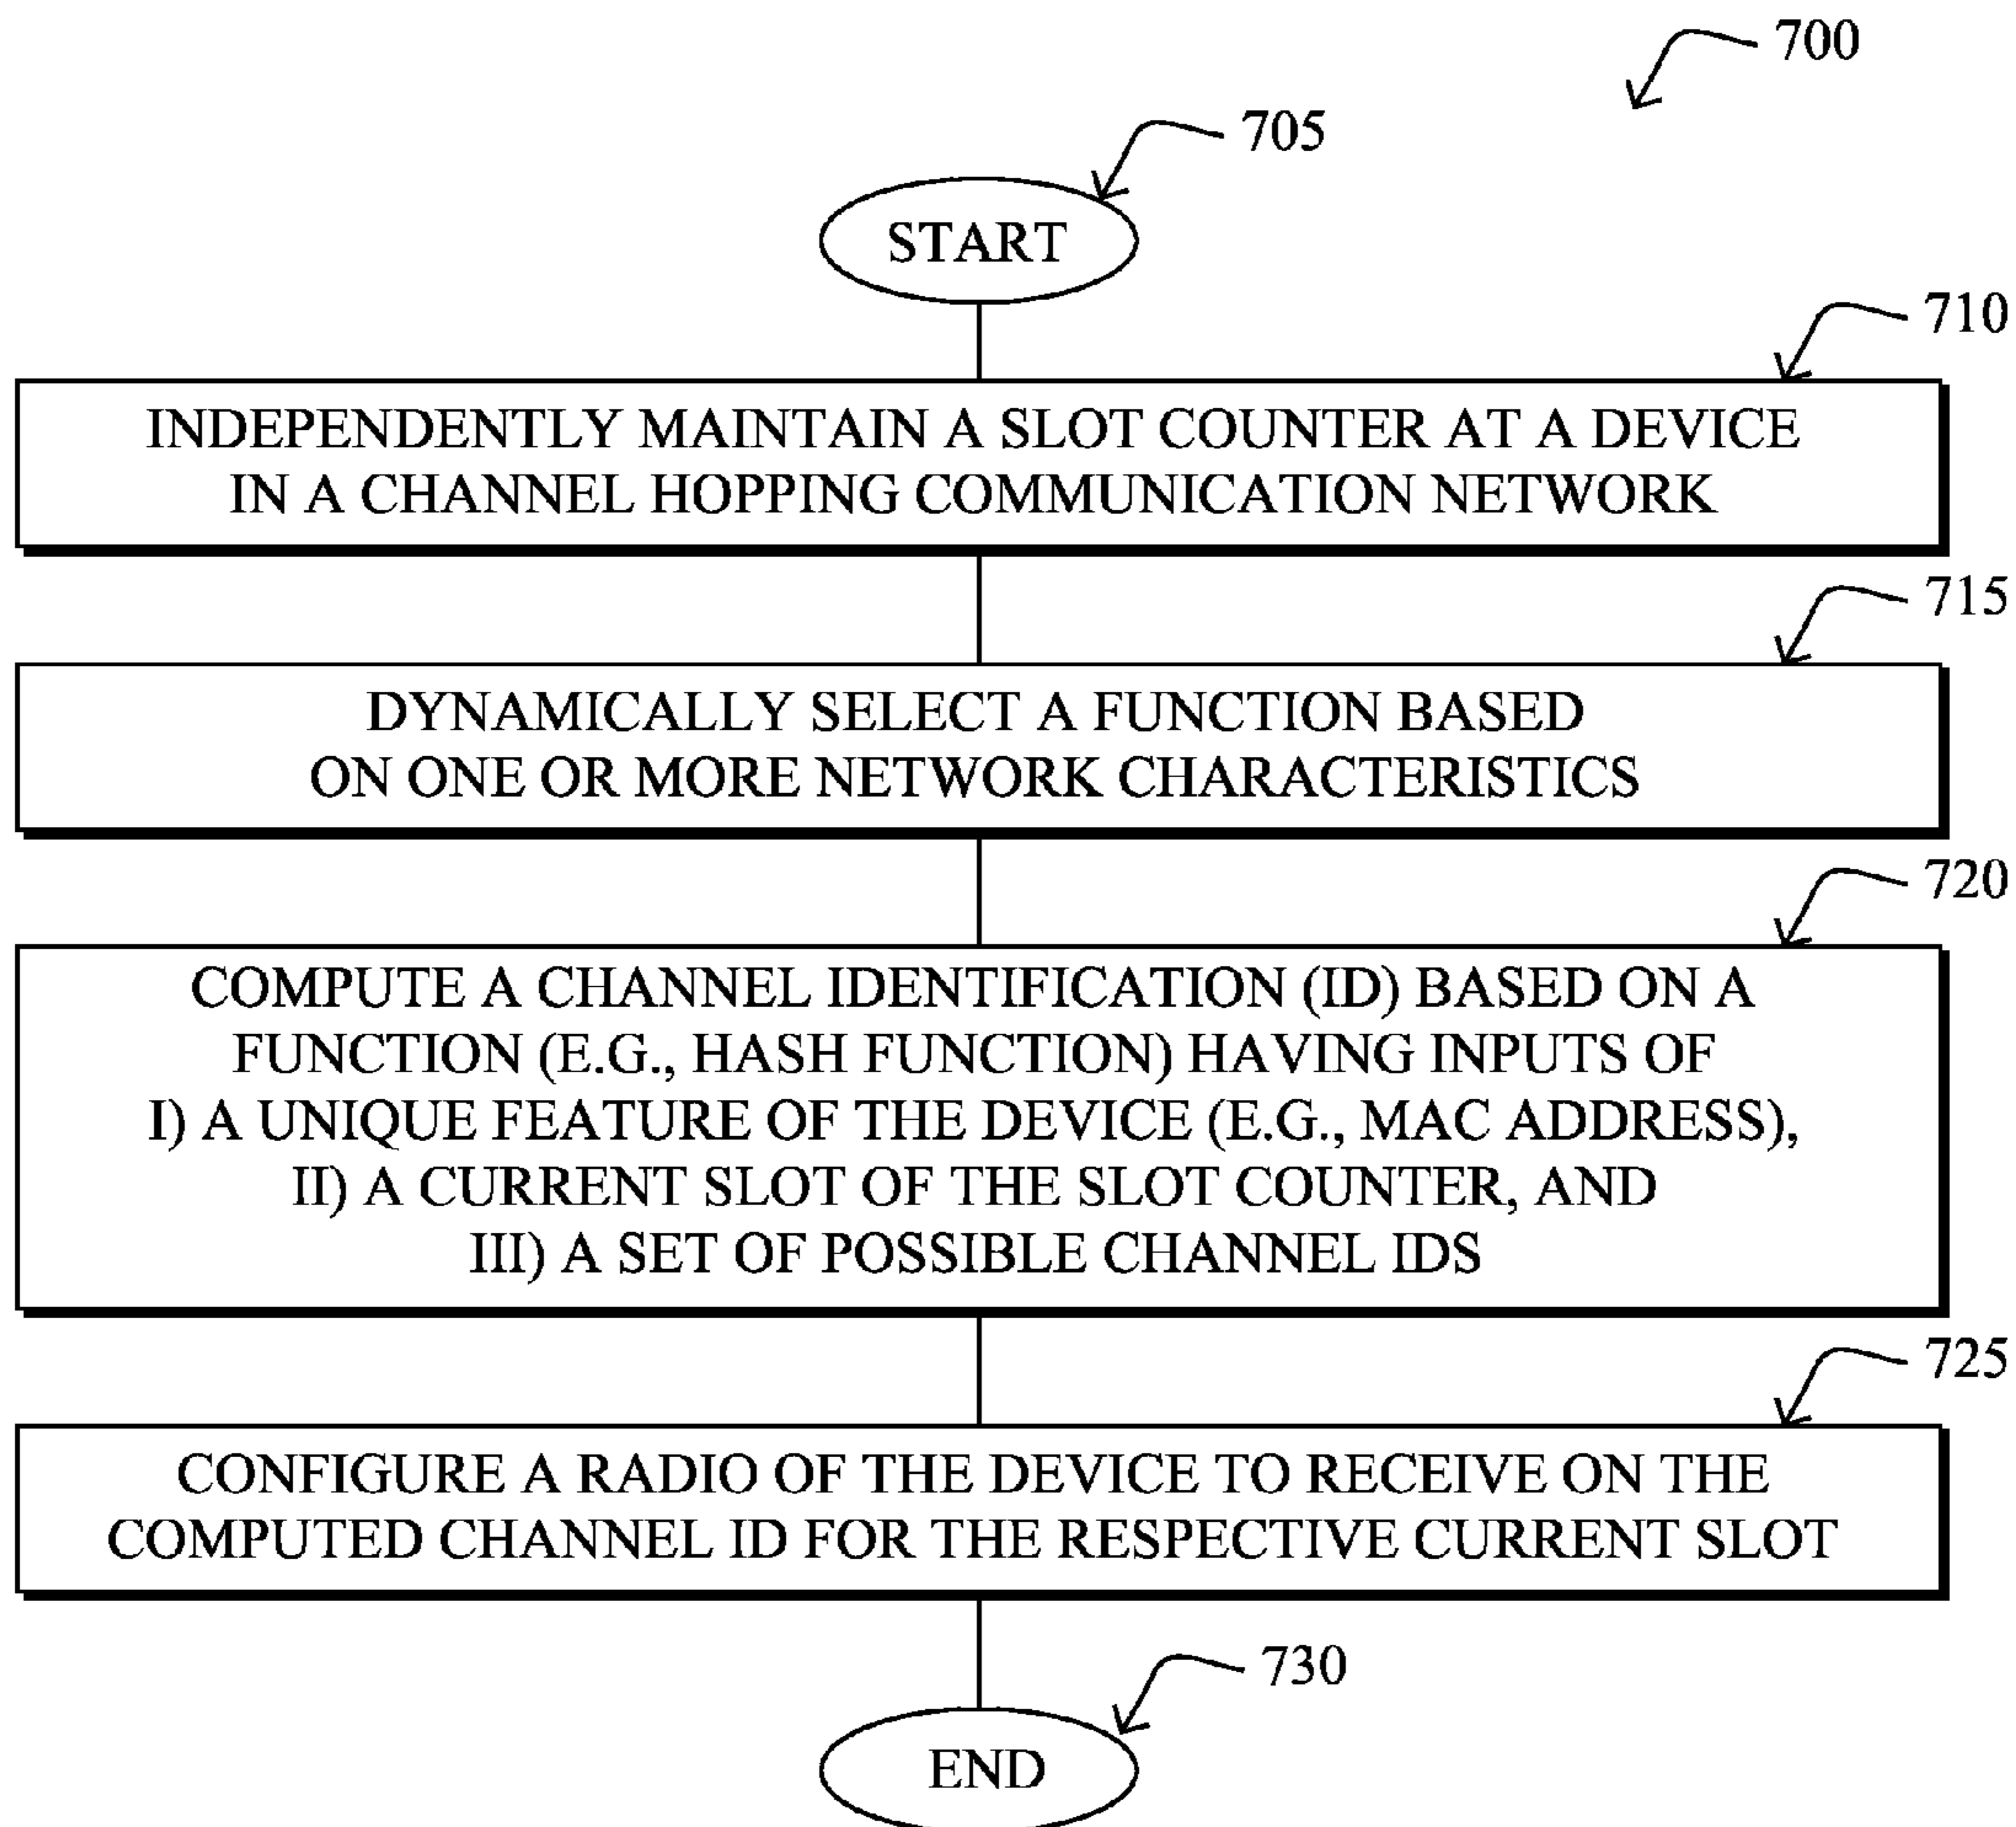 700
705
START
710
INDEPENDENTLY MAINTAIN A SLOT COUNTER AT A DEVICE
IN A CHANNEL HOPPING COMMUNICATION NETWORK
715
DYNAMICALLY SELECT A FUNCTION BASED
ON ONE OR MORE NETWORK CHARACTERISTICS
720
COMPUTE A CHANNEL IDENTIFICATION (ID) BASED ON A
FUNCTION (E.G., HASH FUNCTION) HAVING INPUTS OF
I) A UNIQUE FEATURE OF THE DEVICE (E.G., MAC ADDRESS),
II) A CURRENT SLOT OF THE SLOT COUNTER, AND
III) A SET OF POSSIBLE CHANNEL IDS
725
CONFIGURE A RADIO OF THE DEVICE TO RECEIVE ON THE
COMPUTED CHANNEL ID FOR THE RESPECTIVE CURRENT SLOT
730
END